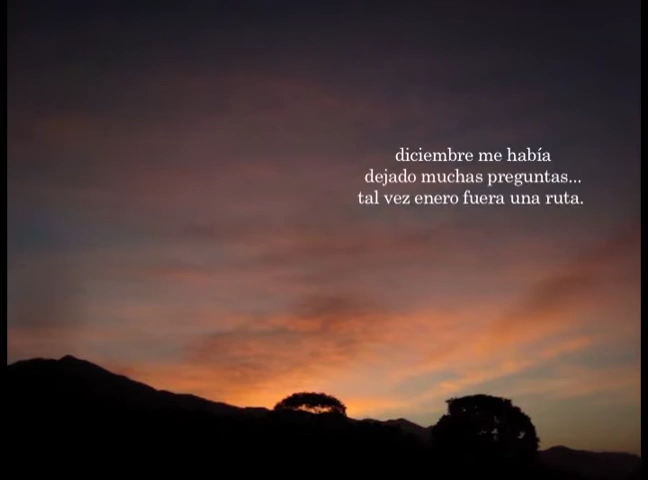 diciembre me había
dejado muchas preguntas...
tal vez enero fuera una ruta.